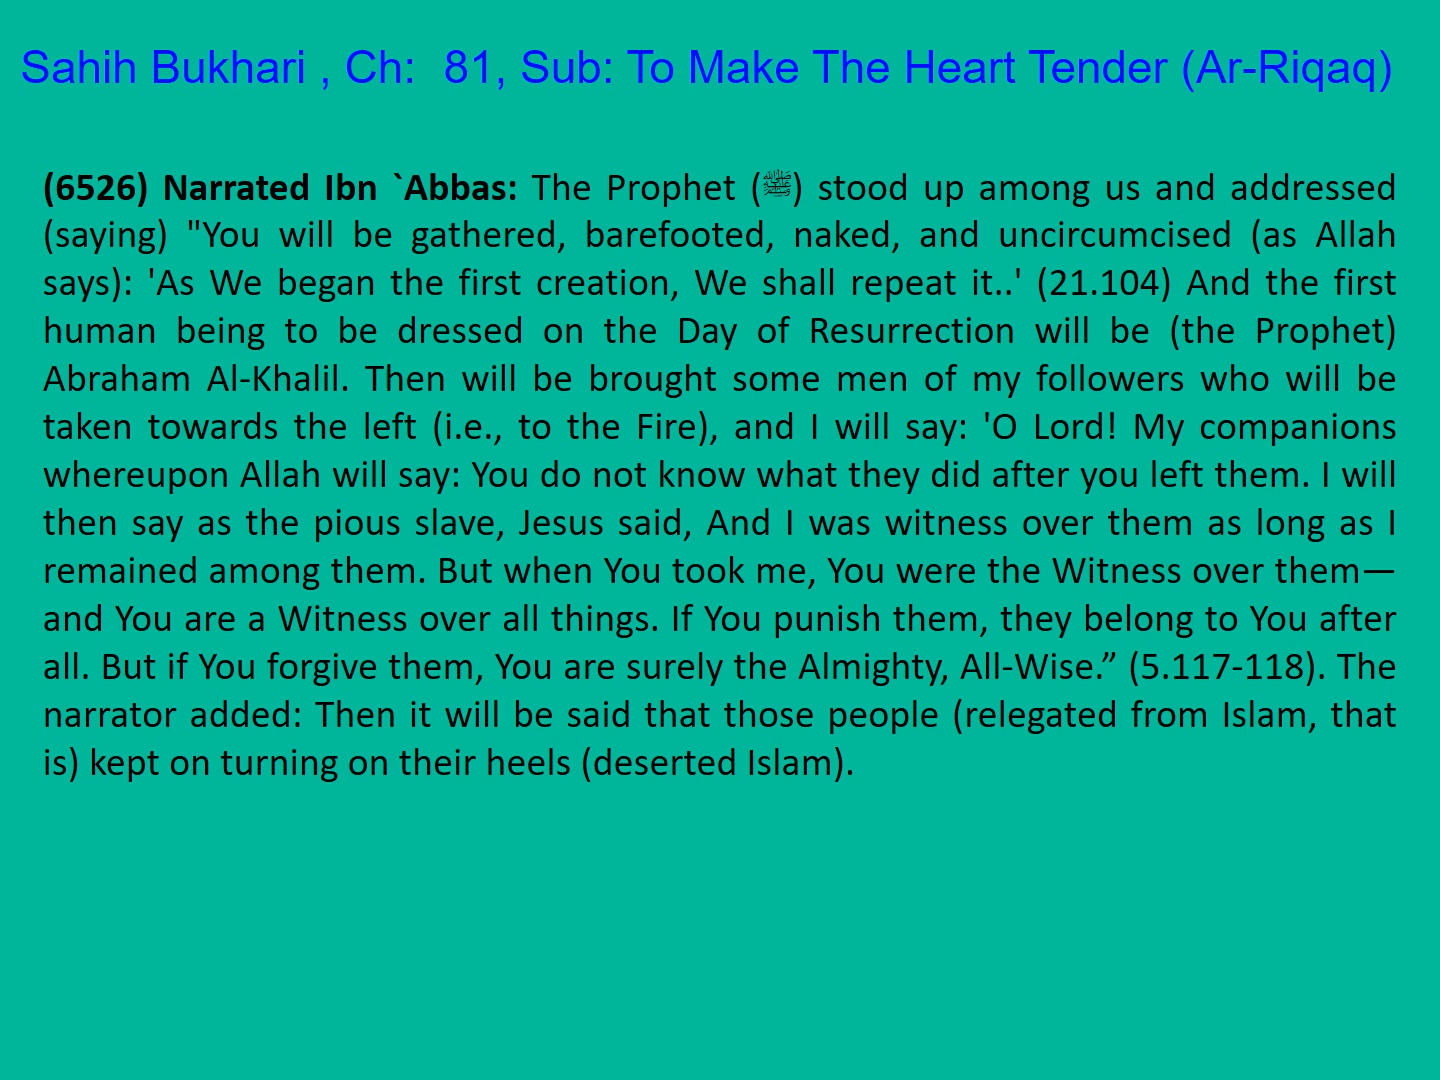 Sahih Bukhari , Ch:  81, Sub: To Make The Heart Tender (Ar-Riqaq)
(6526) Narrated Ibn `Abbas: The Prophet (ﷺ) stood up among us and addressed
(saying) "You will be gathered, barefooted, naked, and uncircumcised (as Allah
says): 'As We began the first creation, We shall repeat it..' (21.104) And the first
human being to be dressed on the Day of Resurrection will be (the Prophet)
Abraham Al-Khalil. Then will be brought some men of my followers who will be
taken towards the left (i.e., to the Fire), and I will say: 'O Lord! My companions
whereupon Allah will say: You do not know what they did after you left them. I will
then say as the pious slave, Jesus said, And I was witness over them as long as I
remained among them. But when You took me, You were the Witness over them—
and You are a Witness over all things. If You punish them, they belong to You after
all. But if You forgive them, You are surely the Almighty, All-Wise.” (5.117-118). The
narrator added: Then it will be said that those people (relegated from Islam, that
is) kept on turning on their heels (deserted Islam).